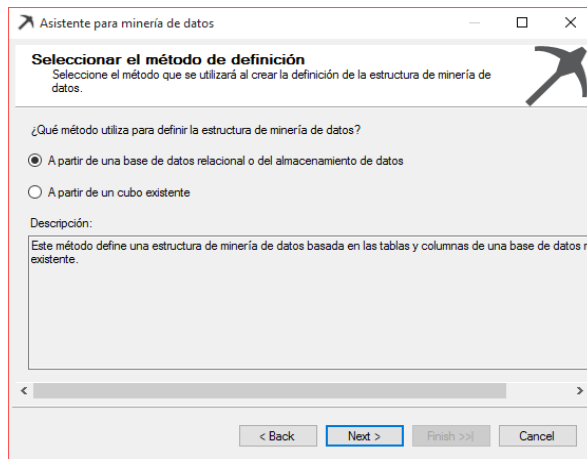 Asistente para minería de datos
Seleccionar el método de definición
Seleccione el método que se utilizará al crear la definición de la estructura de minería de
datos.
¿Qué método utiliza para definir la estructura de minería de datos?
A partir de una base de datos relacional o del almacenamiento de datos
A partir de un cubo existente
Descripción:
Este método define una estructura de minería de datos basada en las tablas y columnas de una base de datos
existente.
< Back
Next >
Finish >>|
Cancel